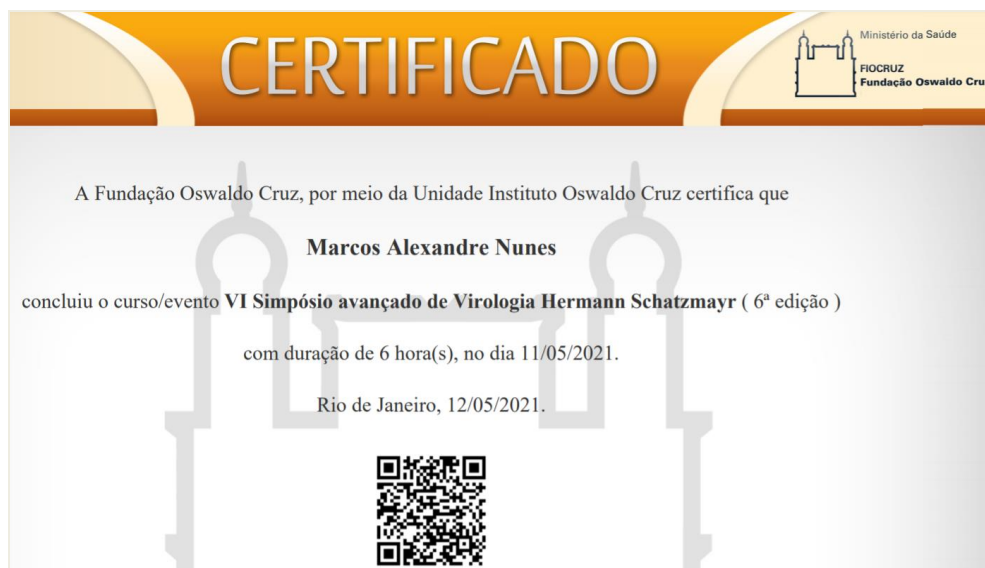 CERTIFICADO
Ministério da Saúde
FIOCRUZ
Fundação Oswaldo Cru
A Fundação Oswaldo Cruz, por meio da Unidade Instituto Oswaldo Cruz certifica que
Marcos Alexandre Nunes
concluiu o curso/evento VI Simpósio avançado de Virologia Hermann Schatzmayr ( 6ª edição )
com duração de 6 hora(s), no dia 11/05/2021.
Rio de Janeiro, 12/05/2021.